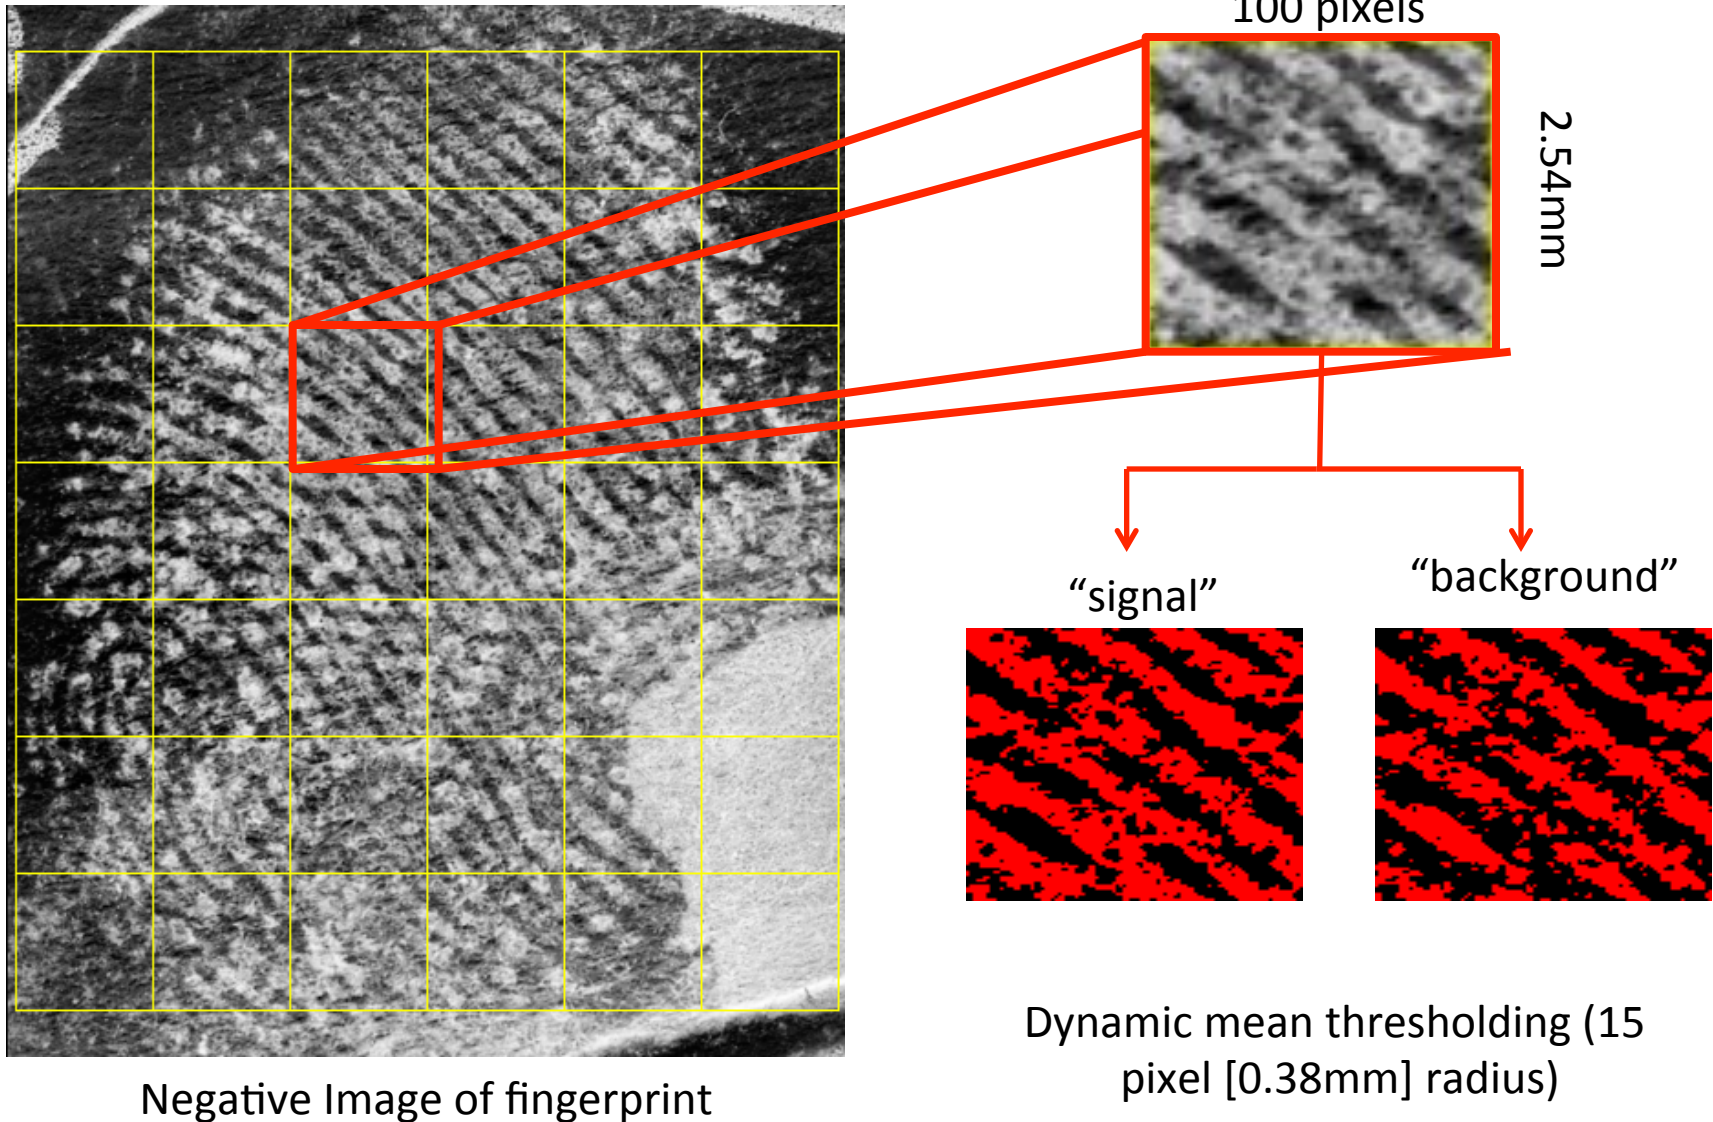 100 pixels
2.54mm
“signal”
“background”
Dynamic mean thresholding (15
pixel [0.38mm] radius)
Negative Image of fingerprint